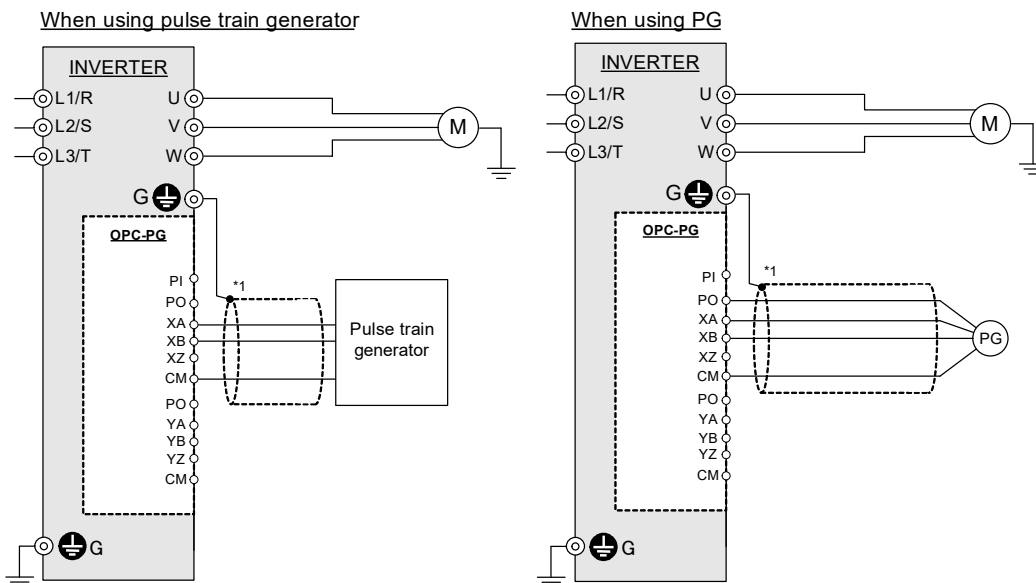 When using pulse train generator
INVERTER
L1/R
U
L2/S
V
M
L3/T
W
G
OPC-PG
PI
*1
PO
XA
Pulse train
generator
XB
XZ
CM
PO
YA
YB
YZ
CM
G
When using PG
INVERTER
L1/R
U
L2/S
V
M
L3/T
W
G
OPC-PG
PI
*1
PO
XA
XB
PG
XZ
CM
PO
YA
YB
YZ
CM
G